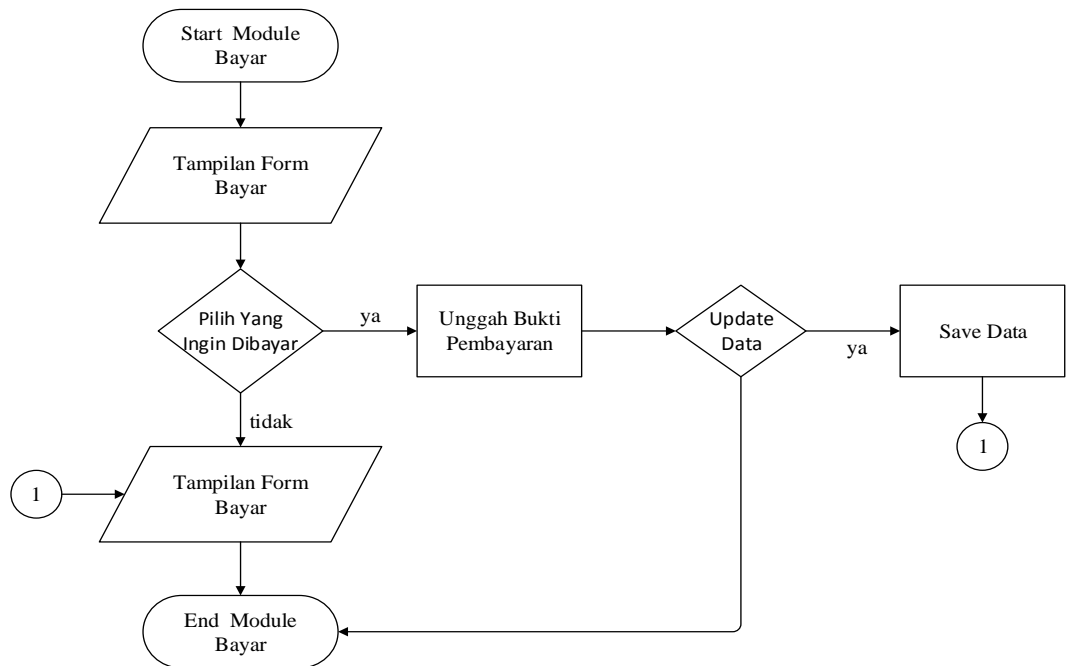 Start Module
Bayar
Tampilan Form
Bayar
Pilih Yang
Ingin Dibayar
ya
Unggah Bukti
Pembayaran
Update
Data
ya
Save Data
1
tidak
1
Tampilan Form
Bayar
End Module
Bayar